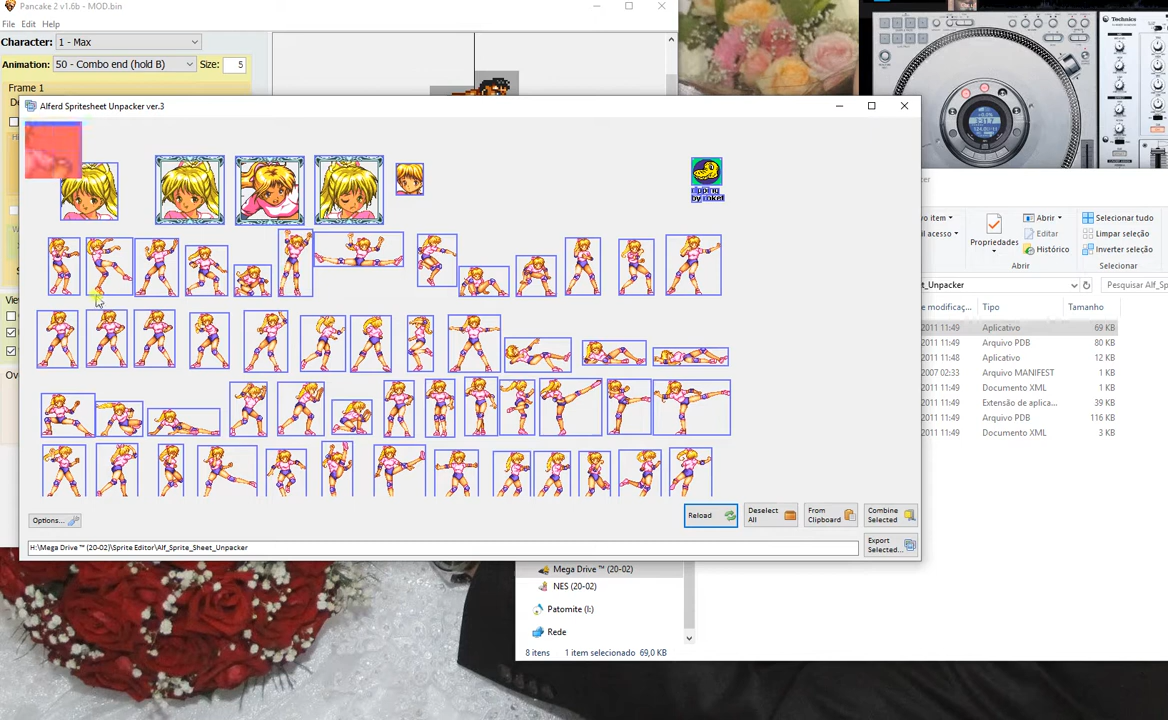 Pancake 2 v1.6b - MOD.bin
File Edit Help
Character: 1 - Max
Animation: 50 - Combo end (hold B) Size: 5
Frame 1
Alferd Spritesheet Unpacker ver.3
ripping
by roket
Technics
Abrir
Editar
Histórico
Propriedades
Abrir
Selecionar tudo
Limpar seleção
Inverter seleção
Selecionar
t_Unpacker
Pesquisar Alf_Sp
Tipo Tamanho
2011 11:49 Aplicativo 69 KB
2011 11:49 Arquivo PDB 80 KB
2011 11:48 Aplicativo 12 KB
2007 02:33 Arquivo MANIFEST 1 KB
2011 11:49 Documento XML 1 KB
2011 11:49 Extensão de aplica... 39 KB
2011 11:49 Arquivo PDB 116 KB
2011 11:49 Documento XML 3 KB
Options...
Reload
Deselect All
From Clipboard
Combine Selected
Export Selected...
H:\Mega Drive ™ (20-02)\Sprite Editor\Alf_Sprite_Sheet_Unpacker
Mega Drive ™ (20-02)
NES (20-02)
Patomite (I:)
Rede
8 itens 1 item selecionado 69,0 KB